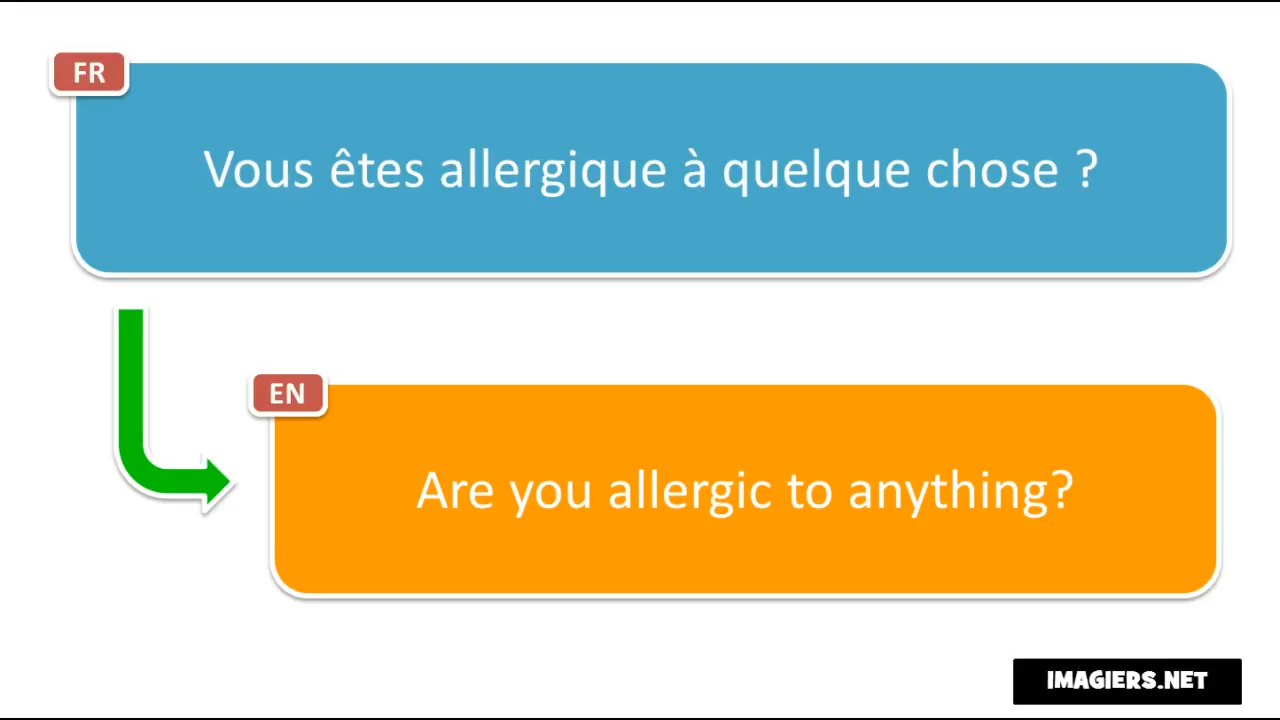 FR
Vous êtes allergique à quelque chose ?
EN
Are you allergic to anything?
IMAGIERS.NET